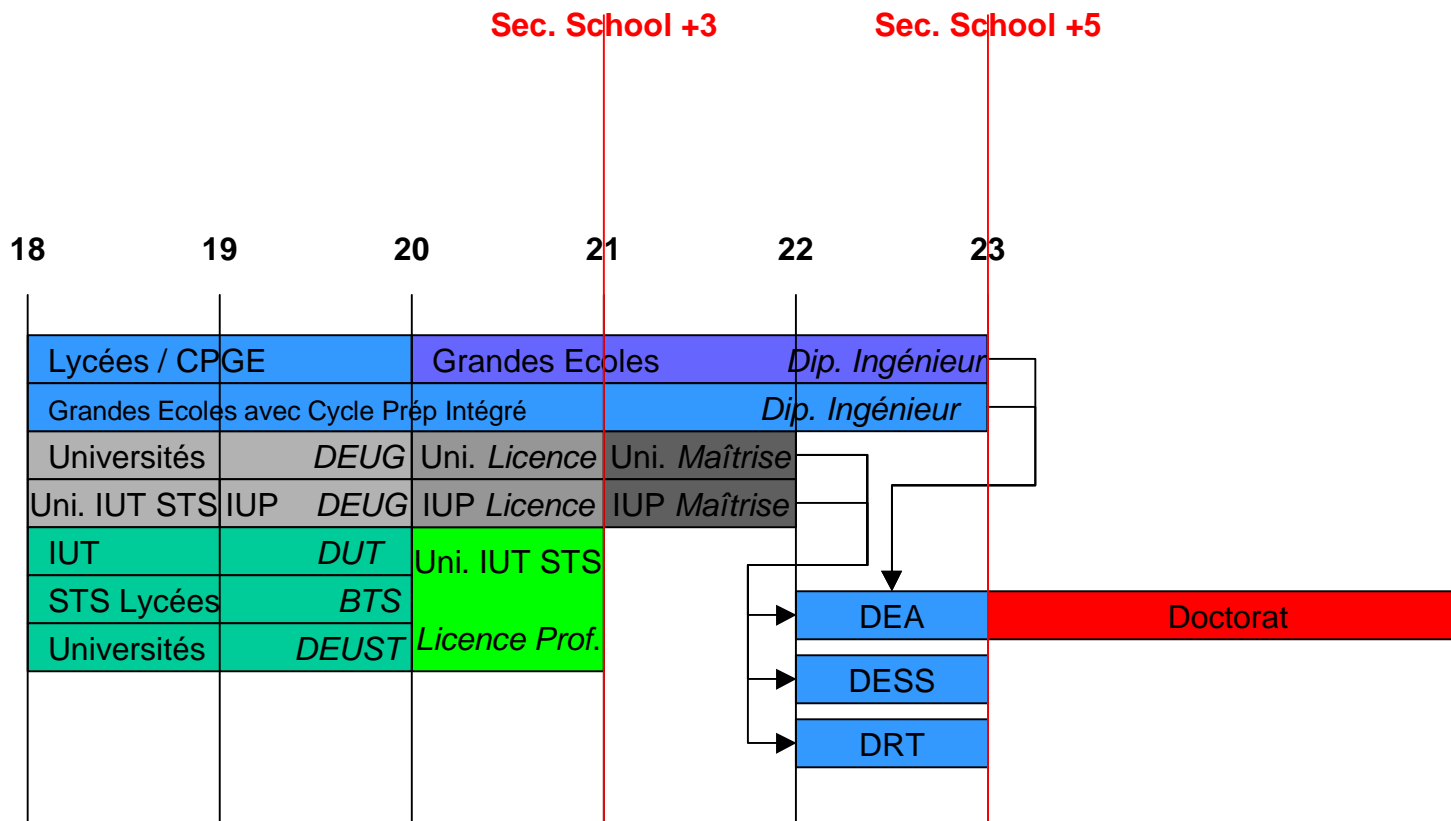 Sec. School +3 Sec. School +5
18 19 20 21 22 23
Lycées / CPGE Grandes Ecoles Dip. Ingénieur
Grandes Ecoles avec Cycle Prép Intégré Dip. Ingénieur
Universités DEUG Uni. Licence Uni. Maîtrise
Uni. IUT STS IUP DEUG IUP Licence IUP Maîtrise
IUT DUT Uni. IUT STS
STS Lycées BTS
Universités DEUST Licence Prof.
DEA Doctorat
DESS
DRT